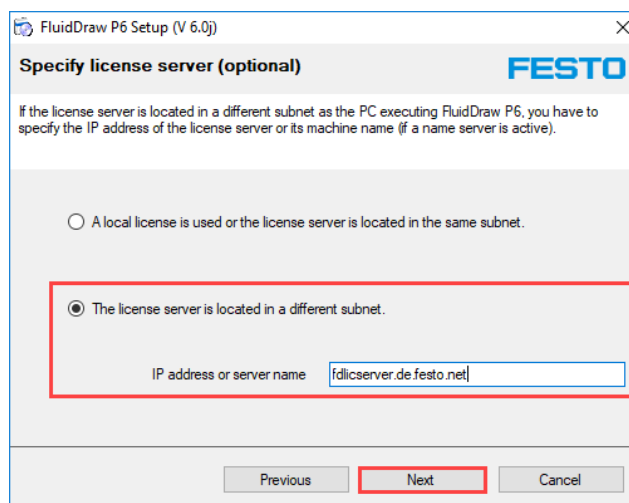 FluidDraw P6 Setup (V 6.0j)
Specify license server (optional)
FESTO
If the license server is located in a different subnet as the PC executing FluidDraw P6, you have to
specify the IP address of the license server or its machine name (if a name server is active).
A local license is used or the license server is located in the same subnet.
The license server is located in a different subnet.
IP address or server name
fdlicserver.de.festo.net
Previous
Next
Cancel